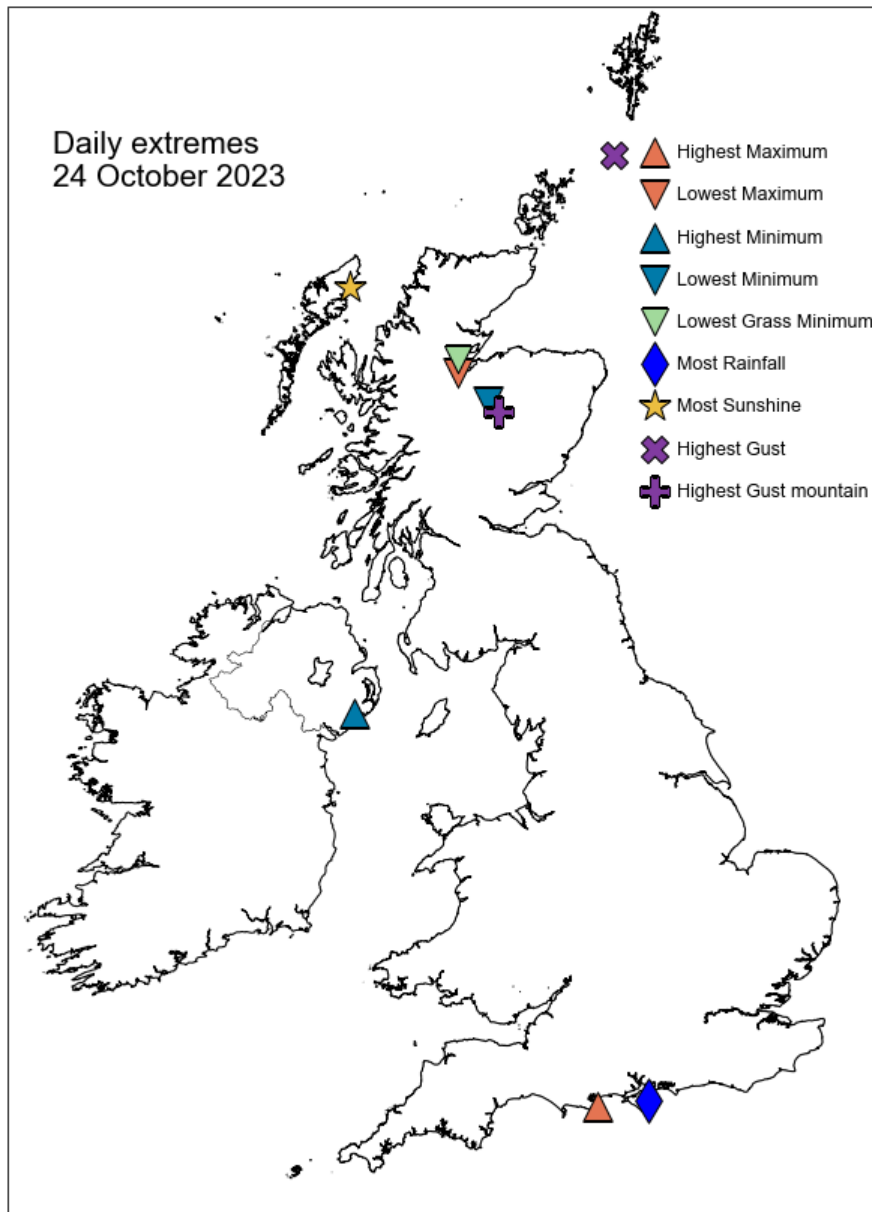 Daily extremes
24 October 2023
Highest Maximum
Lowest Maximum
Highest Minimum
Lowest Minimum
Lowest Grass Minimum
Most Rainfall
Most Sunshine
Highest Gust
Highest Gust mountain